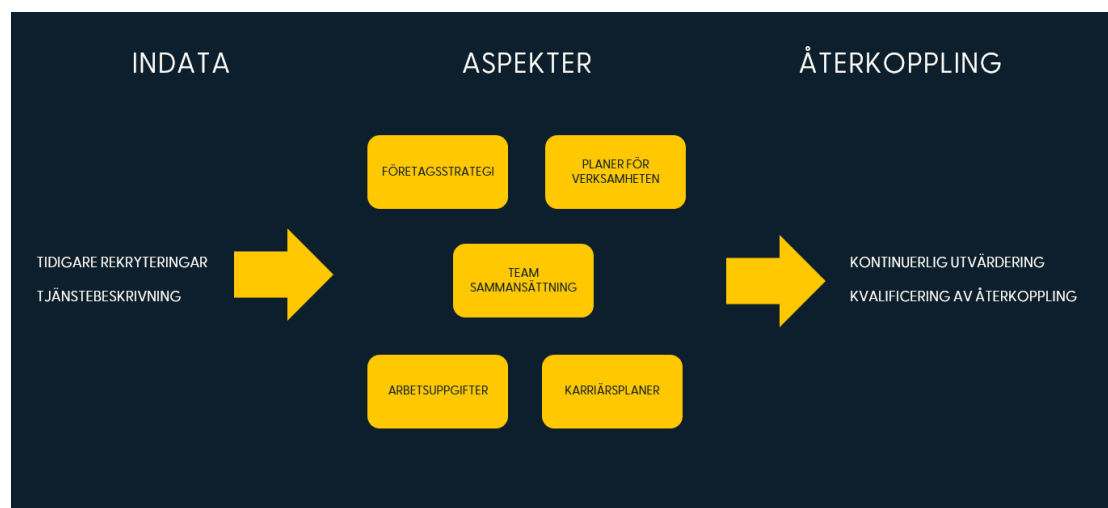 INDATA
ASPEKTER
ÅTERKOPPLING
FÖRETAGSSTRATEGI
PLANER FÖR
VERKSAMHETEN
TIDIGARE REKRYTERINGAR
TJÄNSTEBESKRIVNING
TEAM
SAMMANSÄTTNING
KONTINUERLIG UTVÄRDERING
KVALIFICERING AV ÅTERKOPPLING
ARBETSUPPGIFTER
KARRIÄRSPLANER